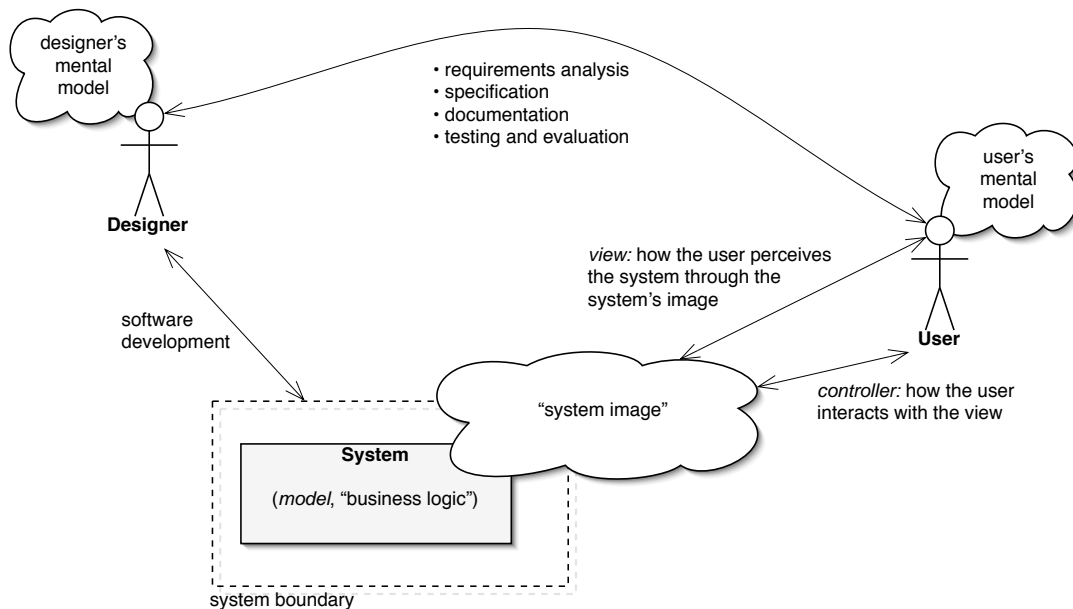 designer’s
mental
model
• requirements analysis
• specification
• documentation
• testing and evaluation
user’s
mental
model
Designer
view: how the user perceives
the system through the
system’s image
software
development
User
controller: how the user
interacts with the view
“system image”
System
(model, “business logic”)
system boundary